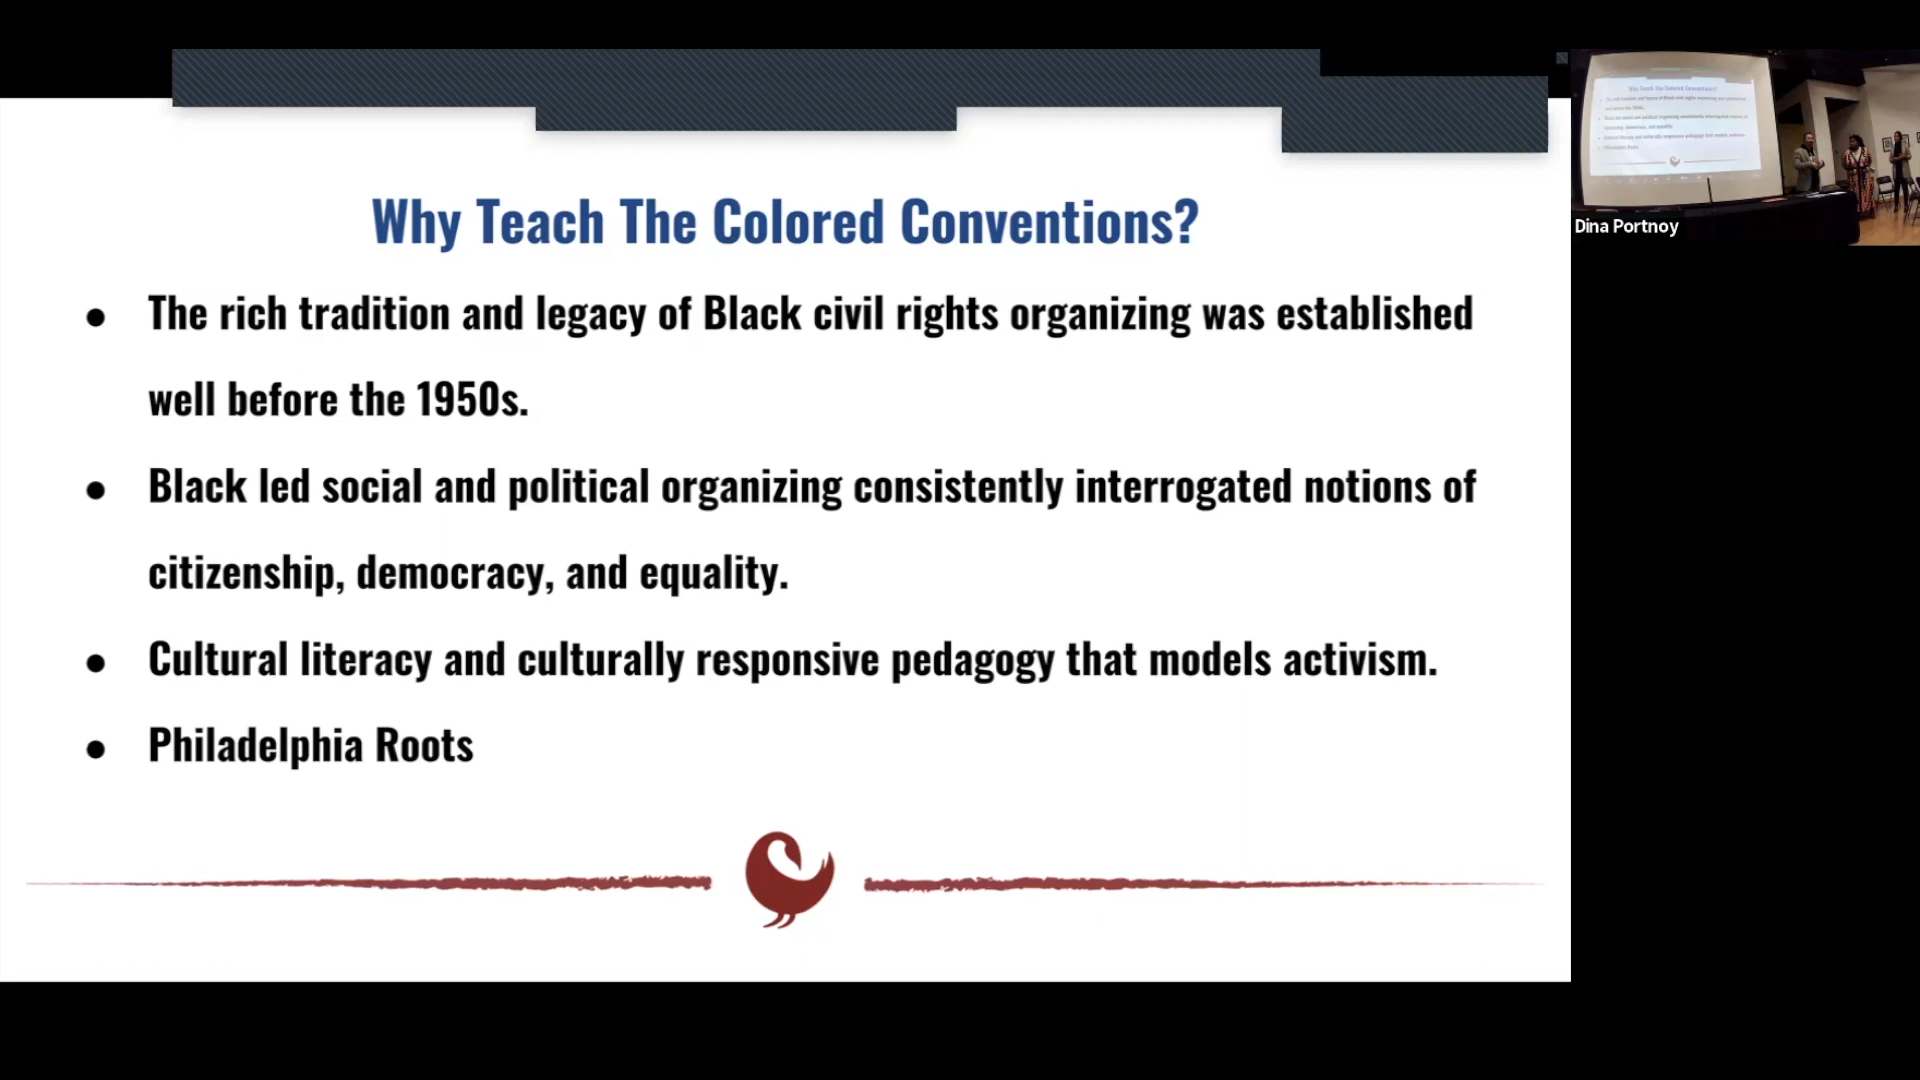 Why Teach The Colored Conventions?
● The rich tradition and legacy of Black civil rights organizing was established
well before the 1950s.
● Black led social and political organizing consistently interrogated notions of
citizenship, democracy, and equality.
● Cultural literacy and culturally responsive pedagogy that models activism.
● Philadelphia Roots
Dina Portnoy